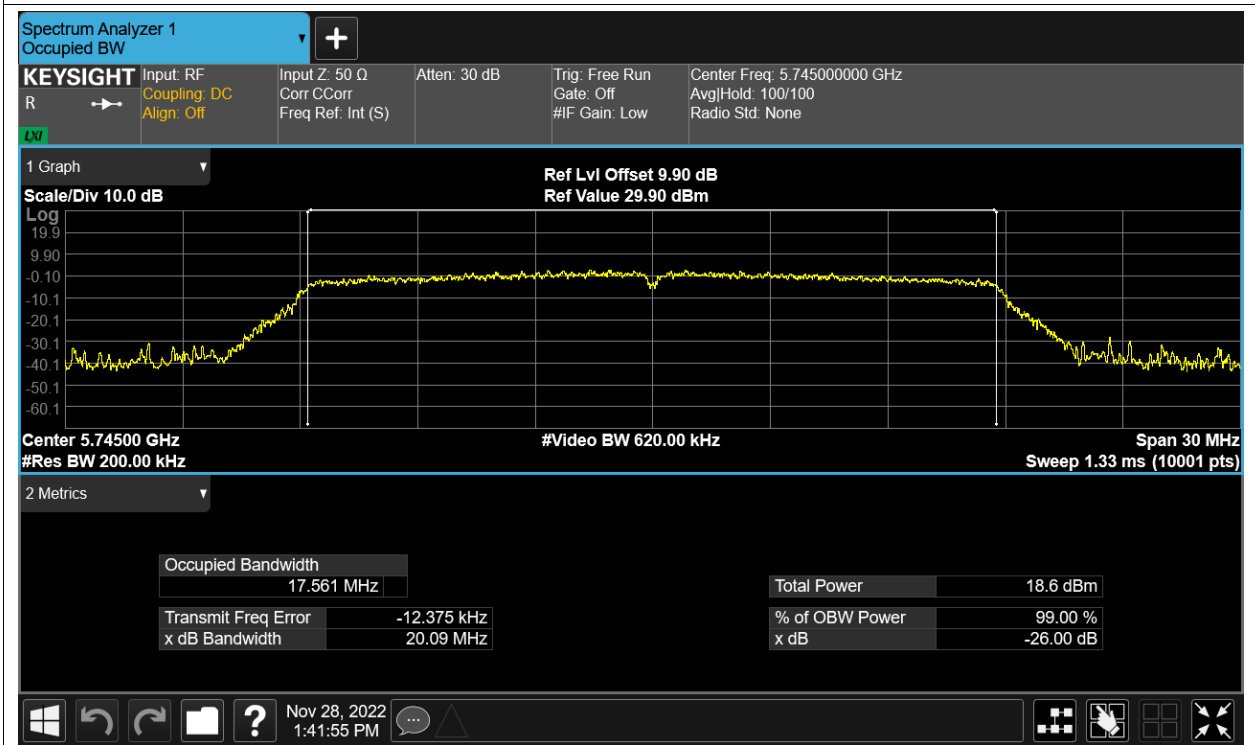 Spectrum Analyzer 1
Occupied BW
KEYSIGHT
R
LXI
Input: RF
Coupling: DC
Align: Off
Input Z: 50 Ω
Corr CCorr
Freq Ref: Int (S)
Atten: 30 dB
Trig: Free Run
Gate: Off
#IF Gain: Low
Center Freq: 5.745000000 GHz
Avg|Hold: 100/100
Radio Std: None
1 Graph
Scale/Div 10.0 dB
Ref Lvl Offset 9.90 dB
Ref Value 29.90 dBm
Log
19.9
9.90
-0.10
-10.1
-20.1
-30.1
-40.1
-50.1
-60.1
Center 5.74500 GHz
#Video BW 620.00 kHz
Span 30 MHz
#Res BW 200.00 kHz
Sweep 1.33 ms (10001 pts)
2 Metrics
Occupied Bandwidth
17.561 MHz
Total Power 18.6 dBm
Transmit Freq Error -12.375 kHz
% of OBW Power 99.00 %
x dB Bandwidth 20.09 MHz
x dB -26.00 dB
?
Nov 28, 2022
1:41:55 PM